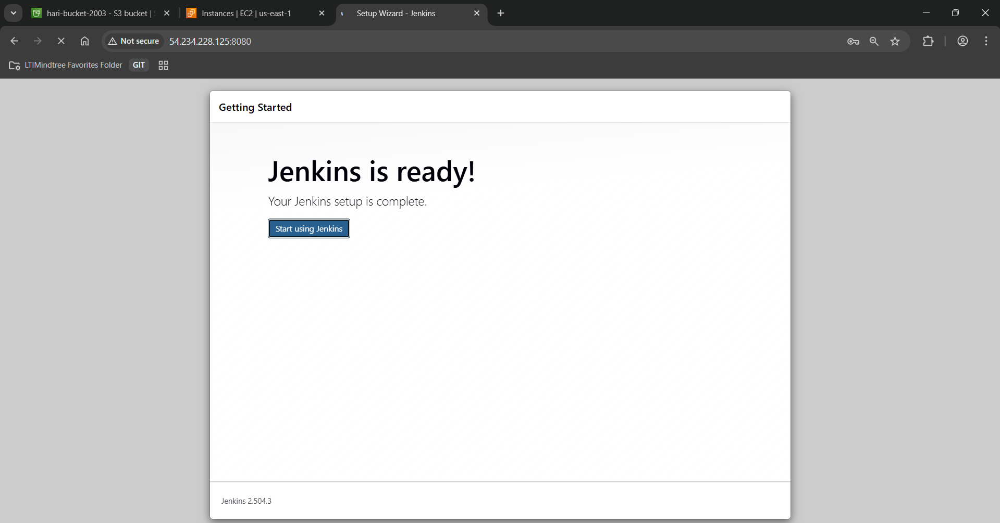 hari-bucket-2003 - S3 bucket |
Instances | EC2 | us-east-1
Setup Wizard - Jenkins
Not secure
54.234.228.125:8080
LTIMindtree Favorites Folder
GIT
Getting Started
Jenkins is ready!
Your Jenkins setup is complete.
Start using Jenkins
Jenkins 2.504.3